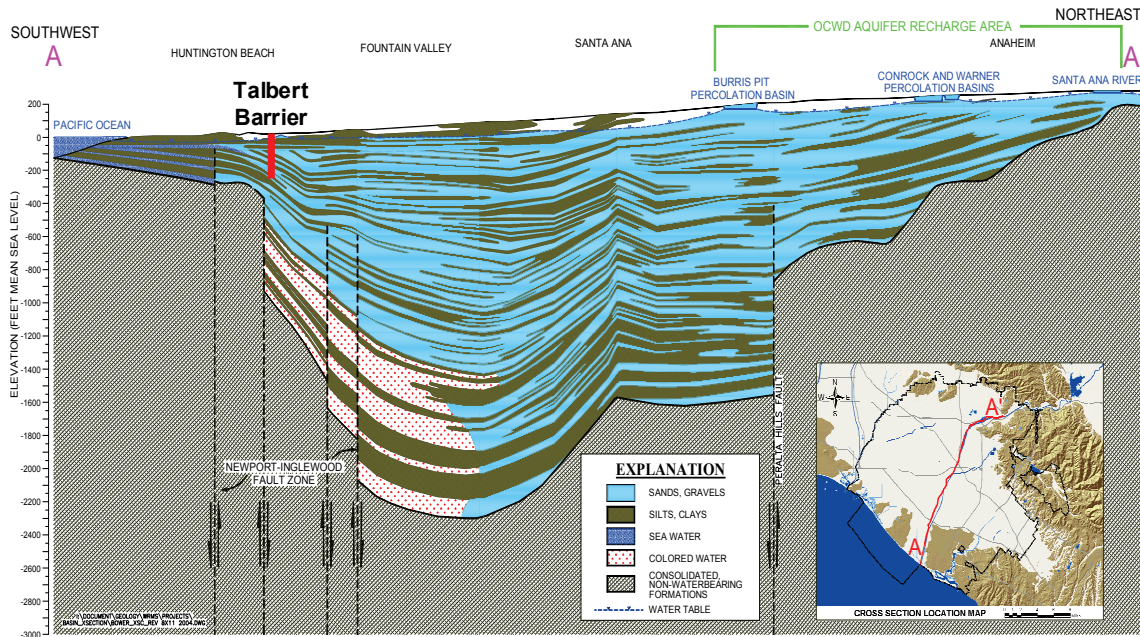 SOUTHWEST
A
NORTHEAST
A
OCWD AQUIFER RECHARGE AREA
HUNTINGTON BEACH
FOUNTAIN VALLEY
SANTA ANA
ANAHEIM
BURRIS PIT
PERCOLATION BASIN
CONROCK AND WARNER
PERCOLATION BASINS
SANTA ANA RIVER
Talbert
Barrier
PACIFIC OCEAN
ELEVATION (FEET MEAN SEA LEVEL)
200
0
-200
-400
-600
-800
-1000
-1200
-1400
-1600
-1800
-2000
-2200
-2400
-2600
-2800
-3000
NEWPORT-INGLEWOOD
FAULT ZONE
PERALTA HILLS FAULT
EXPLANATION
SANDS, GRAVELS
SILTS, CLAYS
SEA WATER
COLORED WATER
CONSOLIDATED,
NON-WATERBEARING
FORMATIONS
WATER TABLE
N
W
E
S
A'
A
CROSS SECTION LOCATION MAP